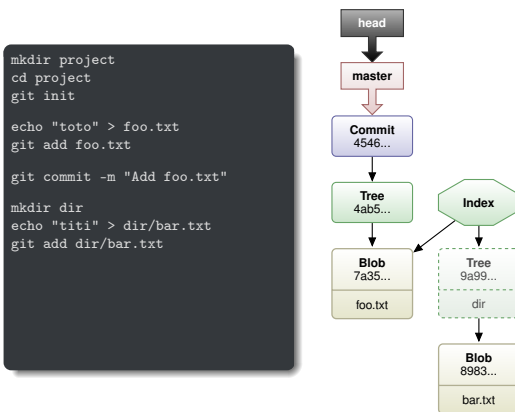 mkdir project
cd project
git init
echo "toto" > foo.txt
git add foo.txt
git commit -m "Add foo.txt"
mkdir dir
echo "titi" > dir/bar.txt
git add dir/bar.txt
head
master
Commit
4546...
Tree
4ab5...
Index
Blob
7a35...
foo.txt
Tree
9a99...
dir
Blob
8983...
bar.txt